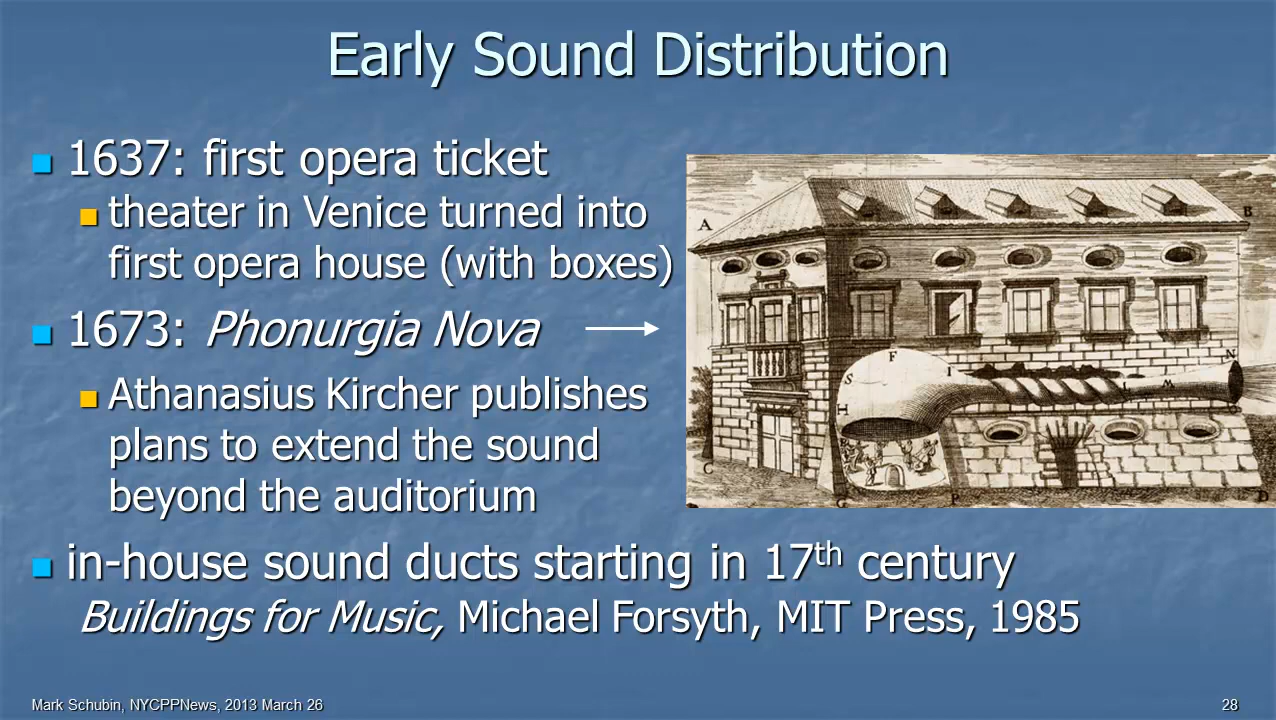 Early Sound Distribution
1637: first opera ticket
theater in Venice turned into
first opera house (with boxes)
1673: Phonurgia Nova
Athanasius Kircher publishes
plans to extend the sound
beyond the auditorium
in-house sound ducts starting in 17th century
Buildings for Music, Michael Forsyth, MIT Press, 1985
A
B
F
N
S
I
L
M
H
C
G
P
D
Mark Schubin, NYCPPNews, 2013 March 26
28